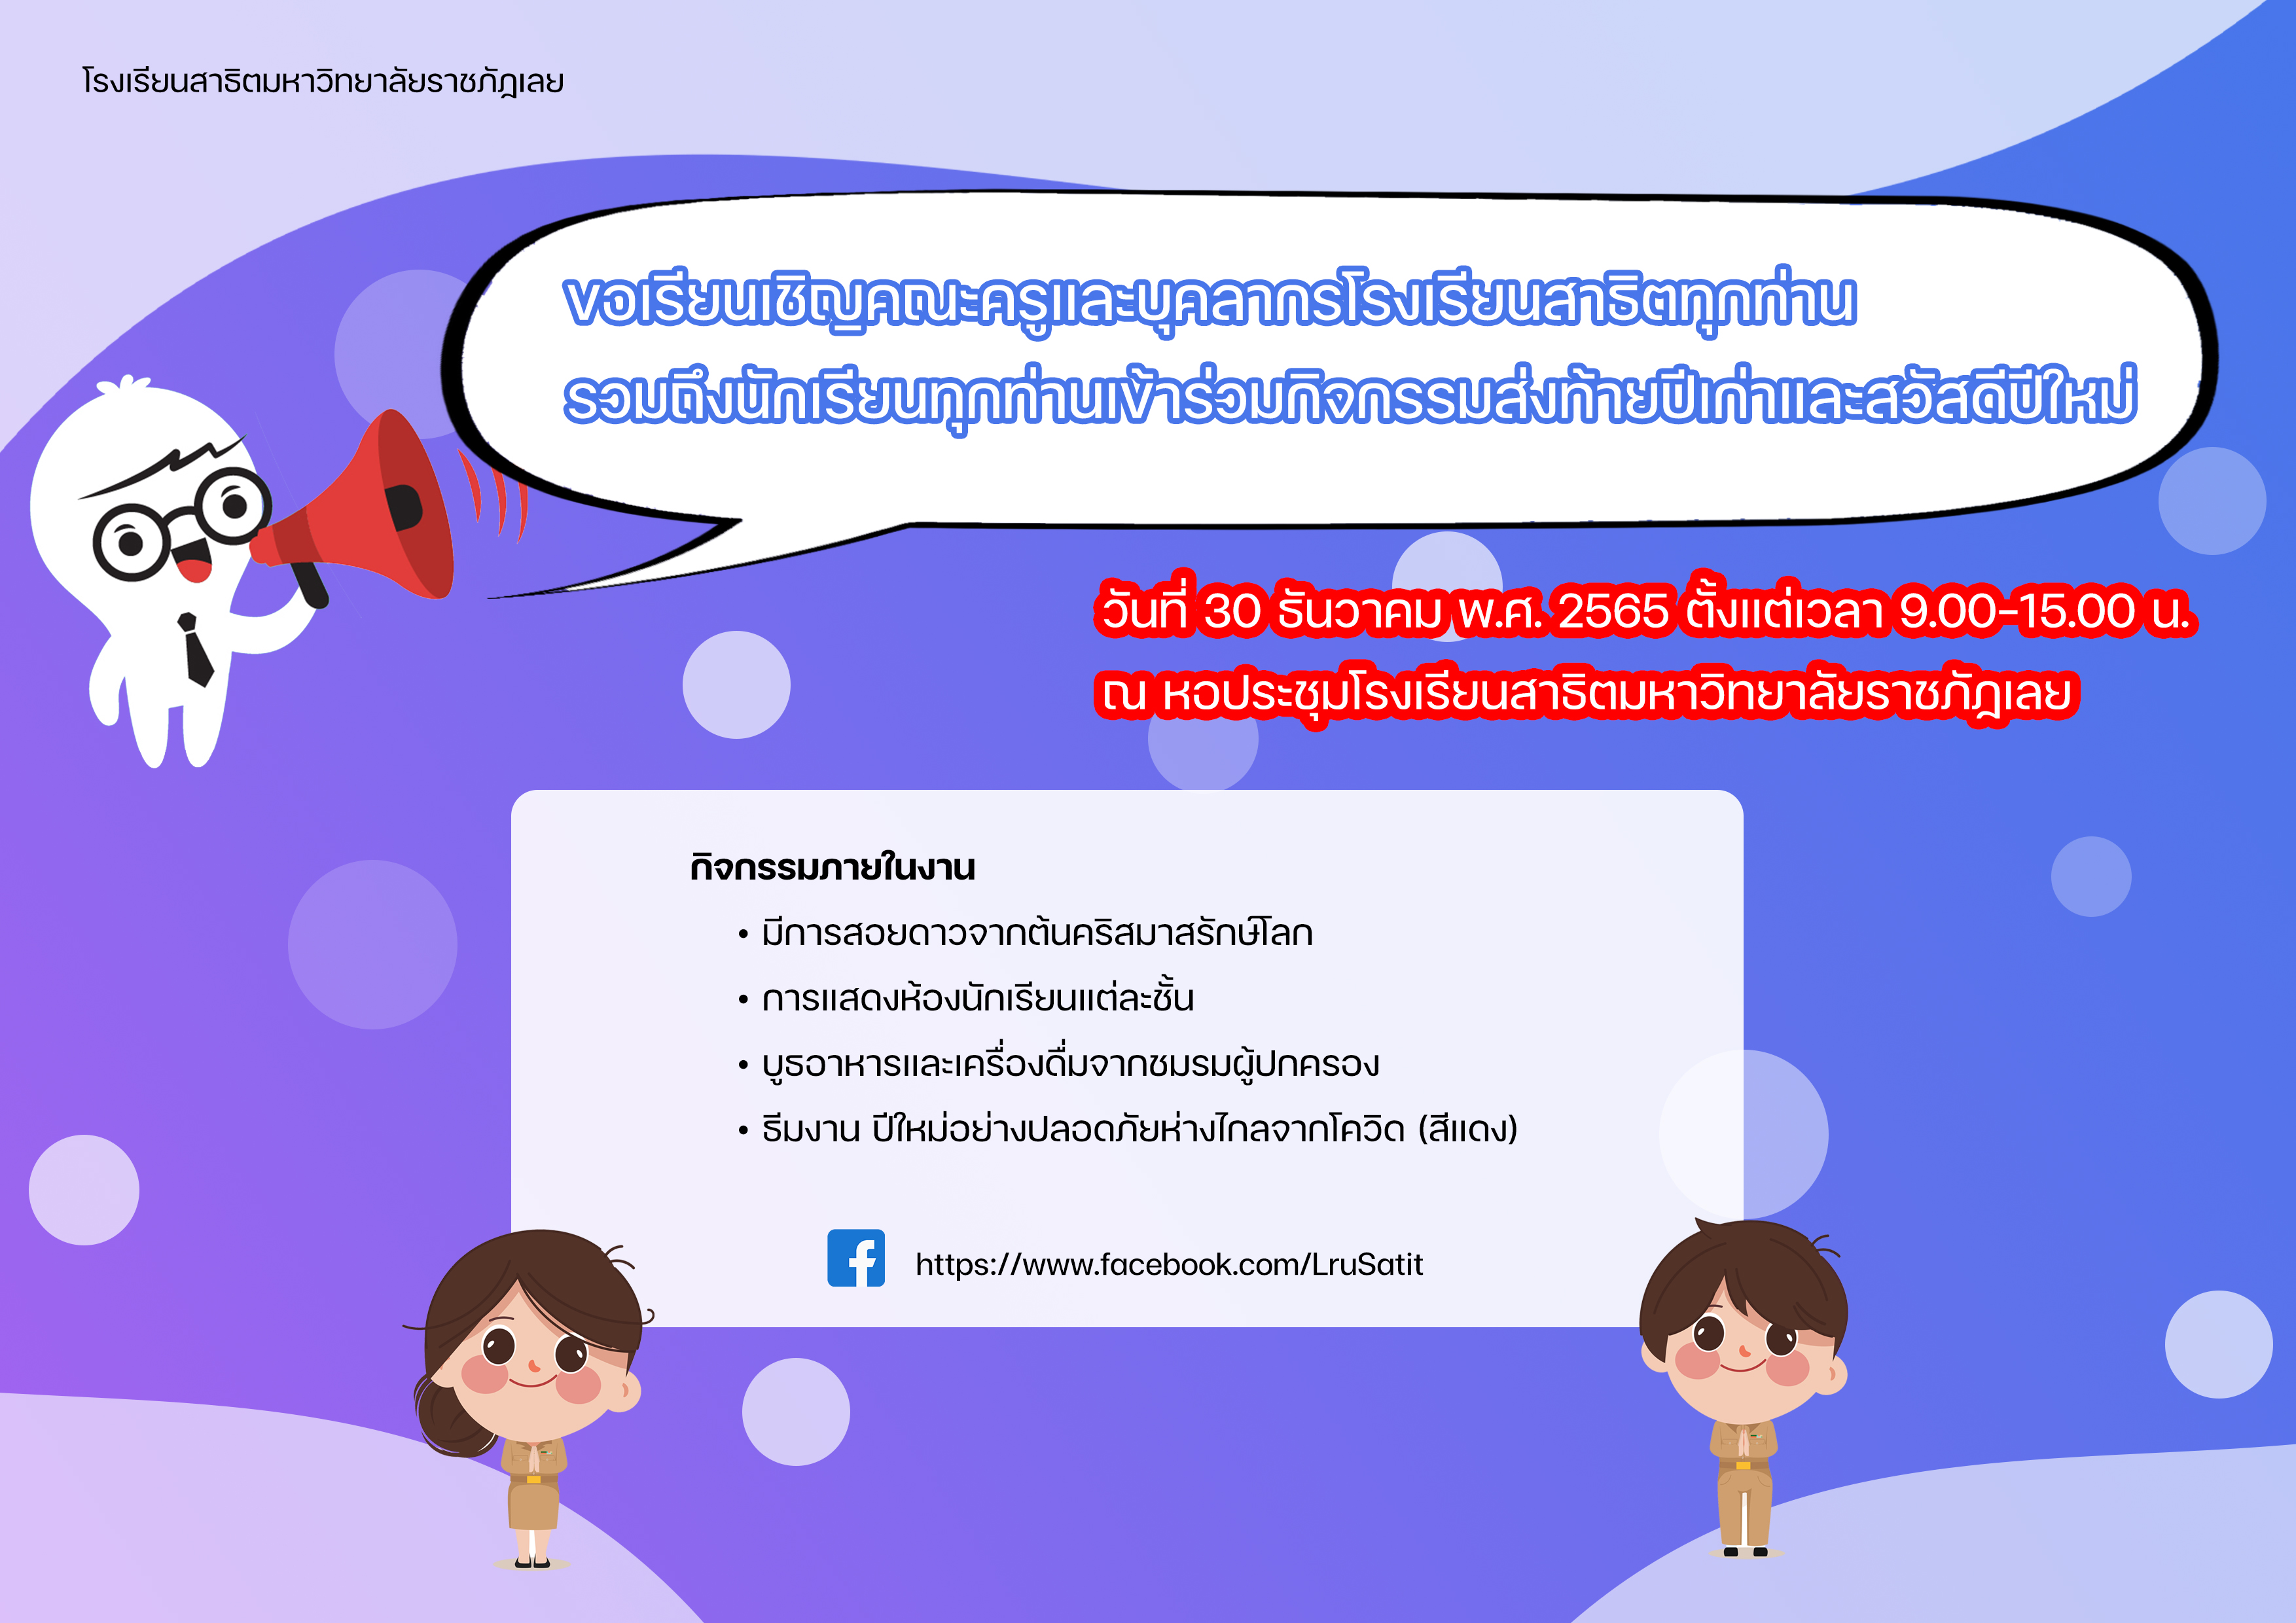 โรงเรียนสาธิตมหาวิทยาลัยราชภัฎเลย
ขอเรียนเชิญคณะครูและบุคลากรโรงเรียนสาธิตทุกท่าน
รวมถึงนักเรียนทุกท่านเข้าร่วมกิจกรรมส่งท้ายปีเก่าและสวัสดีปีใหม่
วันที่ 30 ธันวาคม พ.ศ. 2565 ตั้งแต่เวลา 9.00-15.00 น.
ณ หอประชุมโรงเรียนสาธิตมหาวิทยาลัยราชภัฎเลย
กิจกรรมภายในงาน
• มีการสอยดาวจากต้นคริสมาสรักษ์โลก
• การแสดงห้องนักเรียนแต่ละชั้น
• บูธอาหารและเครื่องดื่มจากชมรมผู้ปกครอง
• ธีมงาน ปีใหม่อย่างปลอดภัยห่างไกลจากโควิด (สีแดง)
https://www.facebook.com/LruSatit